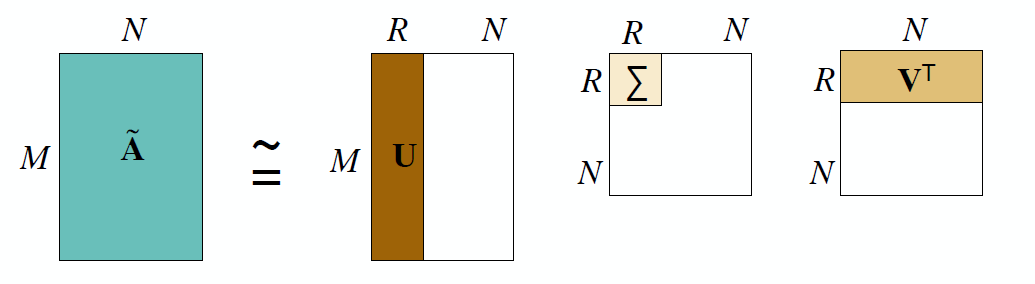 N R N R N N
M Ã ≅ M U R ∑ R Vᵀ
N N